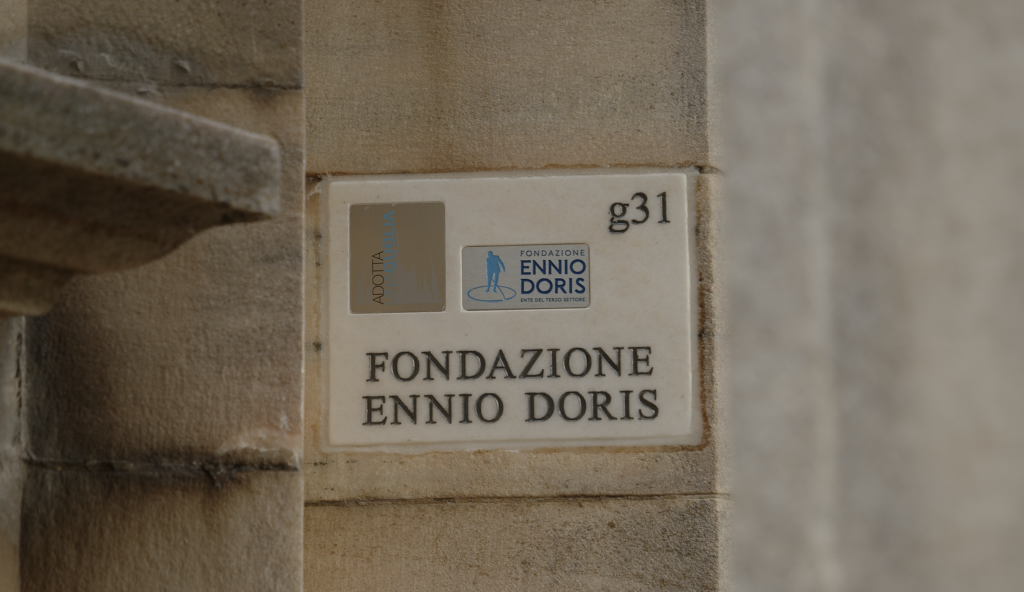 g31
ADOTTA
FONDAZIONE
ENNIO
DORIS
ENTE DEL TERZO SETTORE
FONDAZIONE
ENNIO DORIS